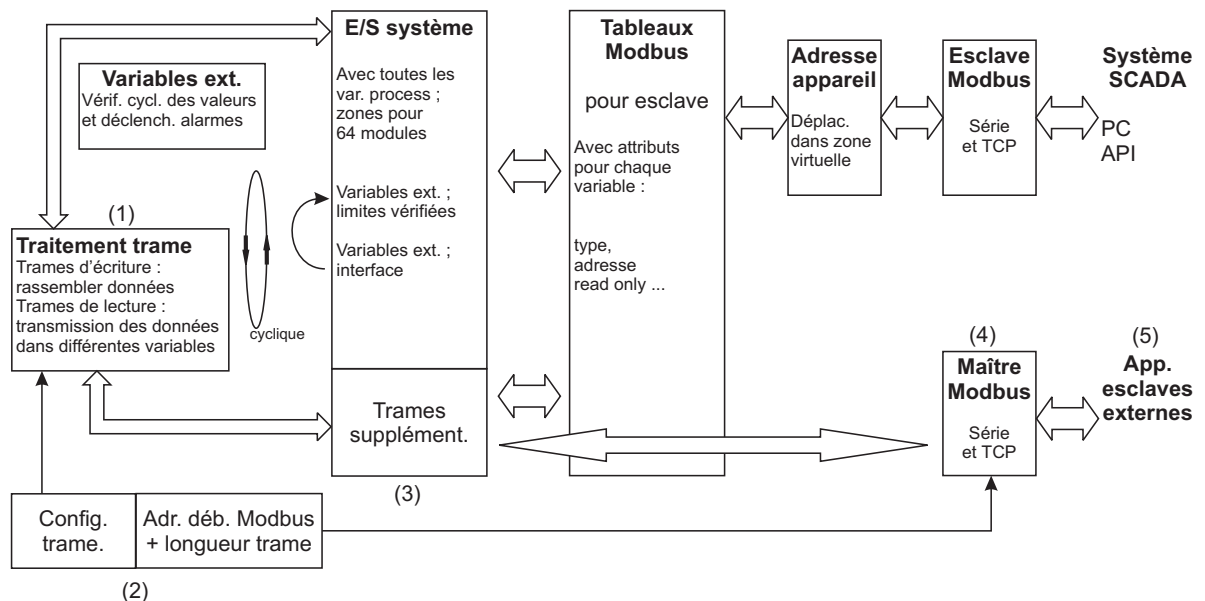 E/S système
Avec toutes les
var. process ;
zones pour
64 modules
Variables ext. ;
limites vérifiées
Variables ext. ;
interface
Variables ext.
Vérif. cycl. des valeurs
et déclench. alarmes
(1)
Traitement trame
Trames d'écriture :
rassembler données
Trames de lecture :
transmission des données
dans différentes variables
cyclique
Tableaux
Modbus
pour esclave
Avec attributs
pour chaque
variable :
type,
adresse
read only ...
Adresse
appareil
Déplac.
dans zone
virtuelle
Esclave
Modbus
Série
et TCP
Système
SCADA
PC
API
Trames
supplément.
(3)
(4)
Maître
Modbus
Série
et TCP
(5)
App.
esclaves
externes
Config.
trame.
Adr. déb. Modbus
+ longueur trame
(2)